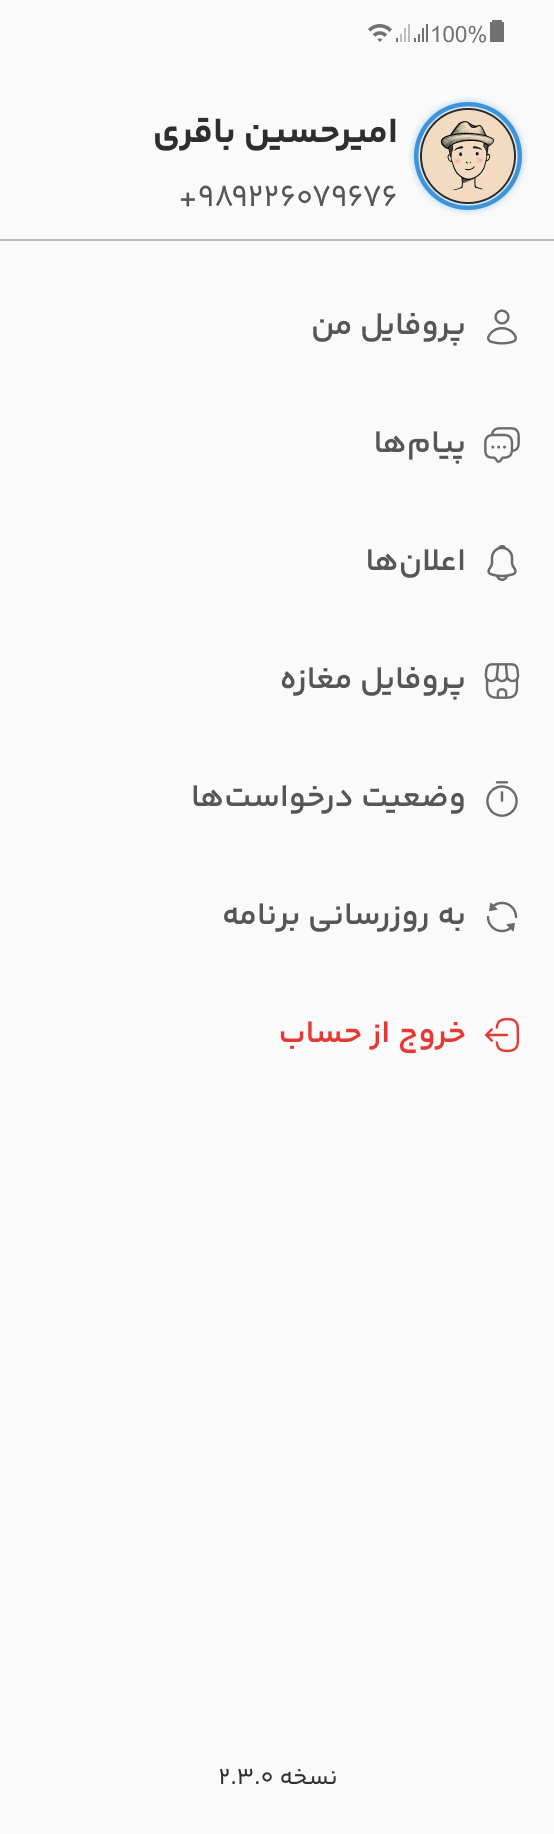 100%
امیرحسین باقری
+۹۸۹۲۲۶۰۷۹۶۷۶
پروفایل من
پیام‌ها
اعلان‌ها
پروفایل مغازه
وضعیت درخواست‌ها
به روزرسانی برنامه
خروج از حساب
نسخه ۲.۳.۰